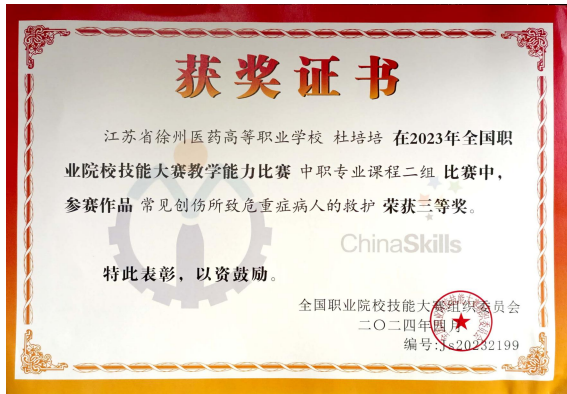 获奖证书
江苏省徐州医药高等职业学校 杜培培 在2023年全国职
业院校技能大赛教学能力比赛 中职专业课程二组 比赛中，
参赛作品 常见创伤所致危重症病人的救护 荣获三等奖。
ChinaSkills
特此表彰，以资鼓励。
全国职业院校技能大赛组织委员会
二〇二四年四月
编号:js20232199